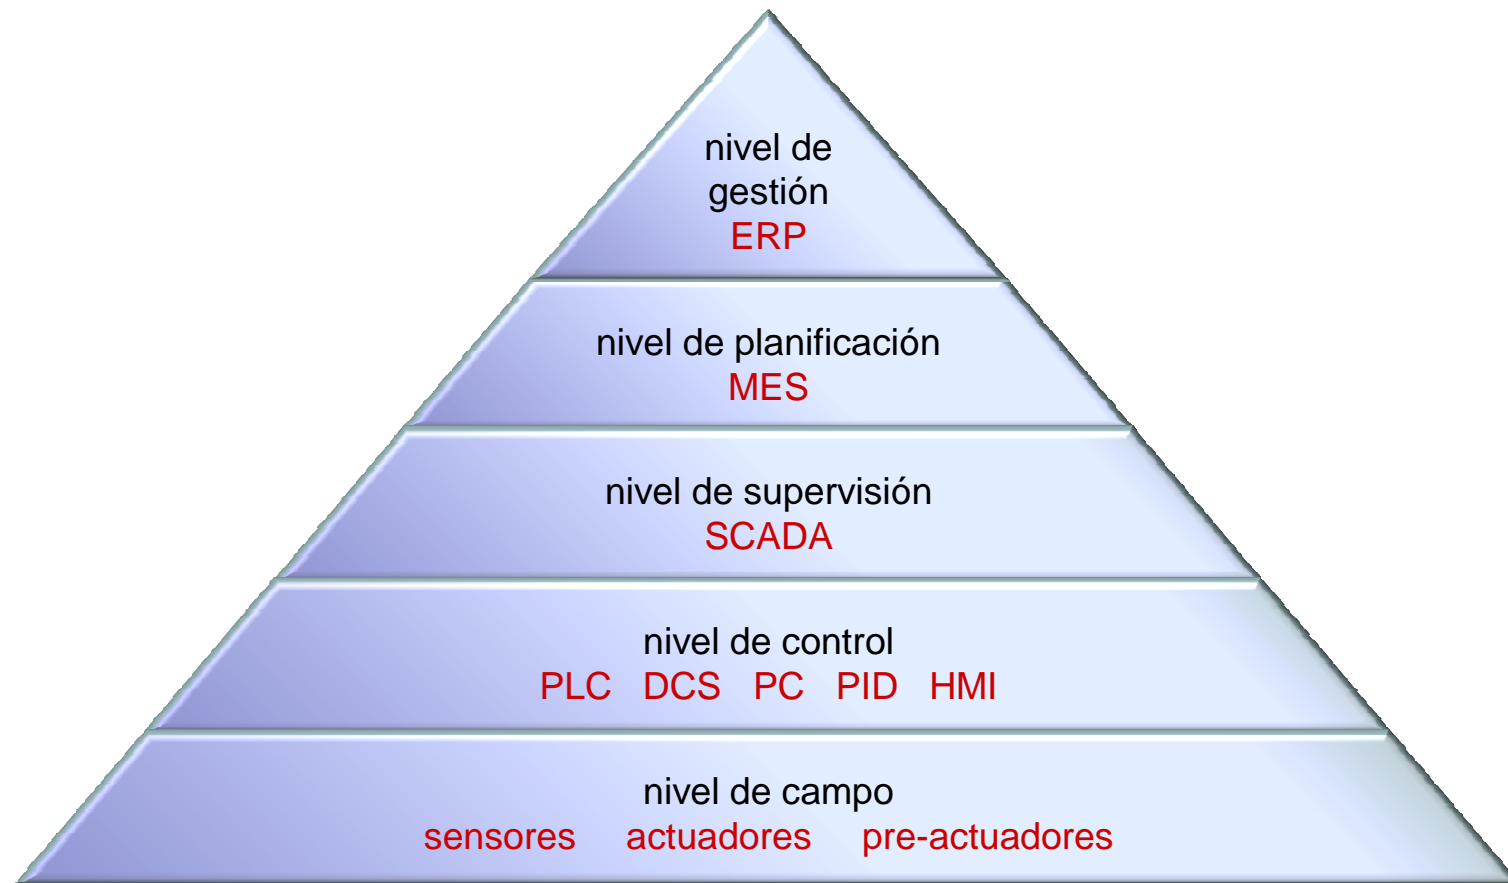 nivel de
gestión
ERP
nivel de planificación
MES
nivel de supervisión
SCADA
nivel de control
PLC DCS PC PID HMI
nivel de campo
sensores actuadores pre-actuadores